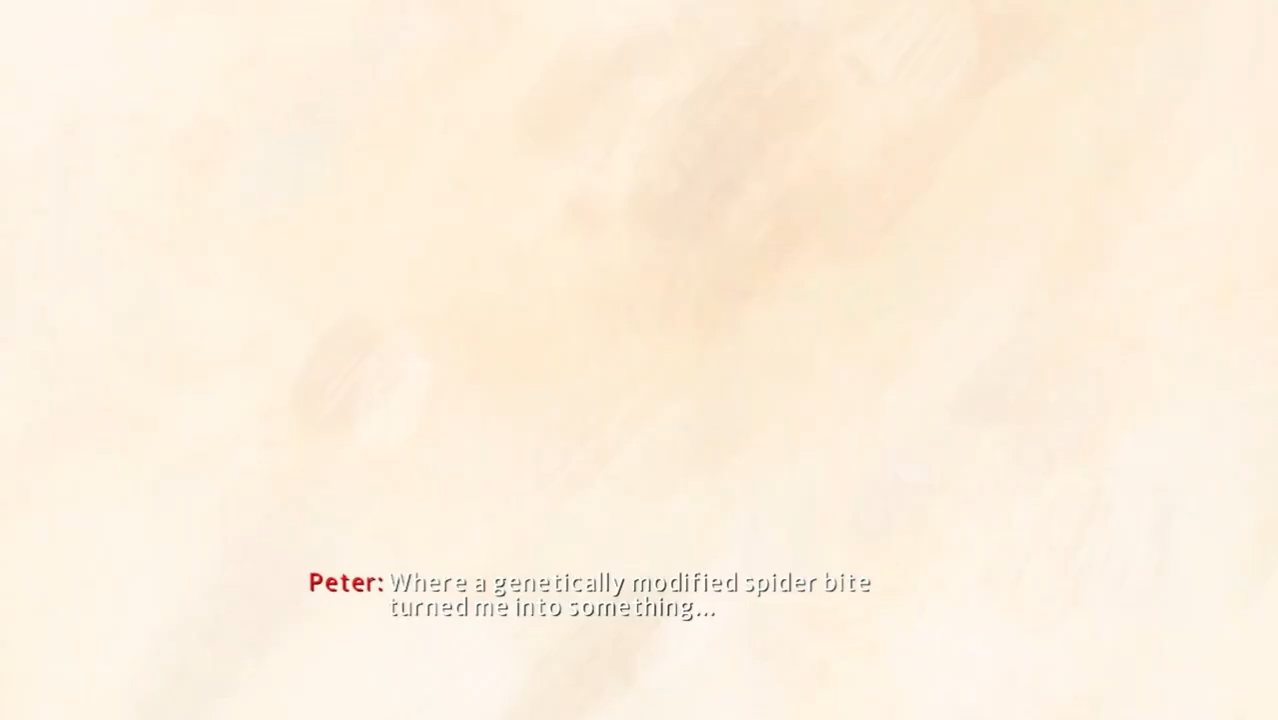 Peter: Where a genetically modified spider bite
turned me into something...